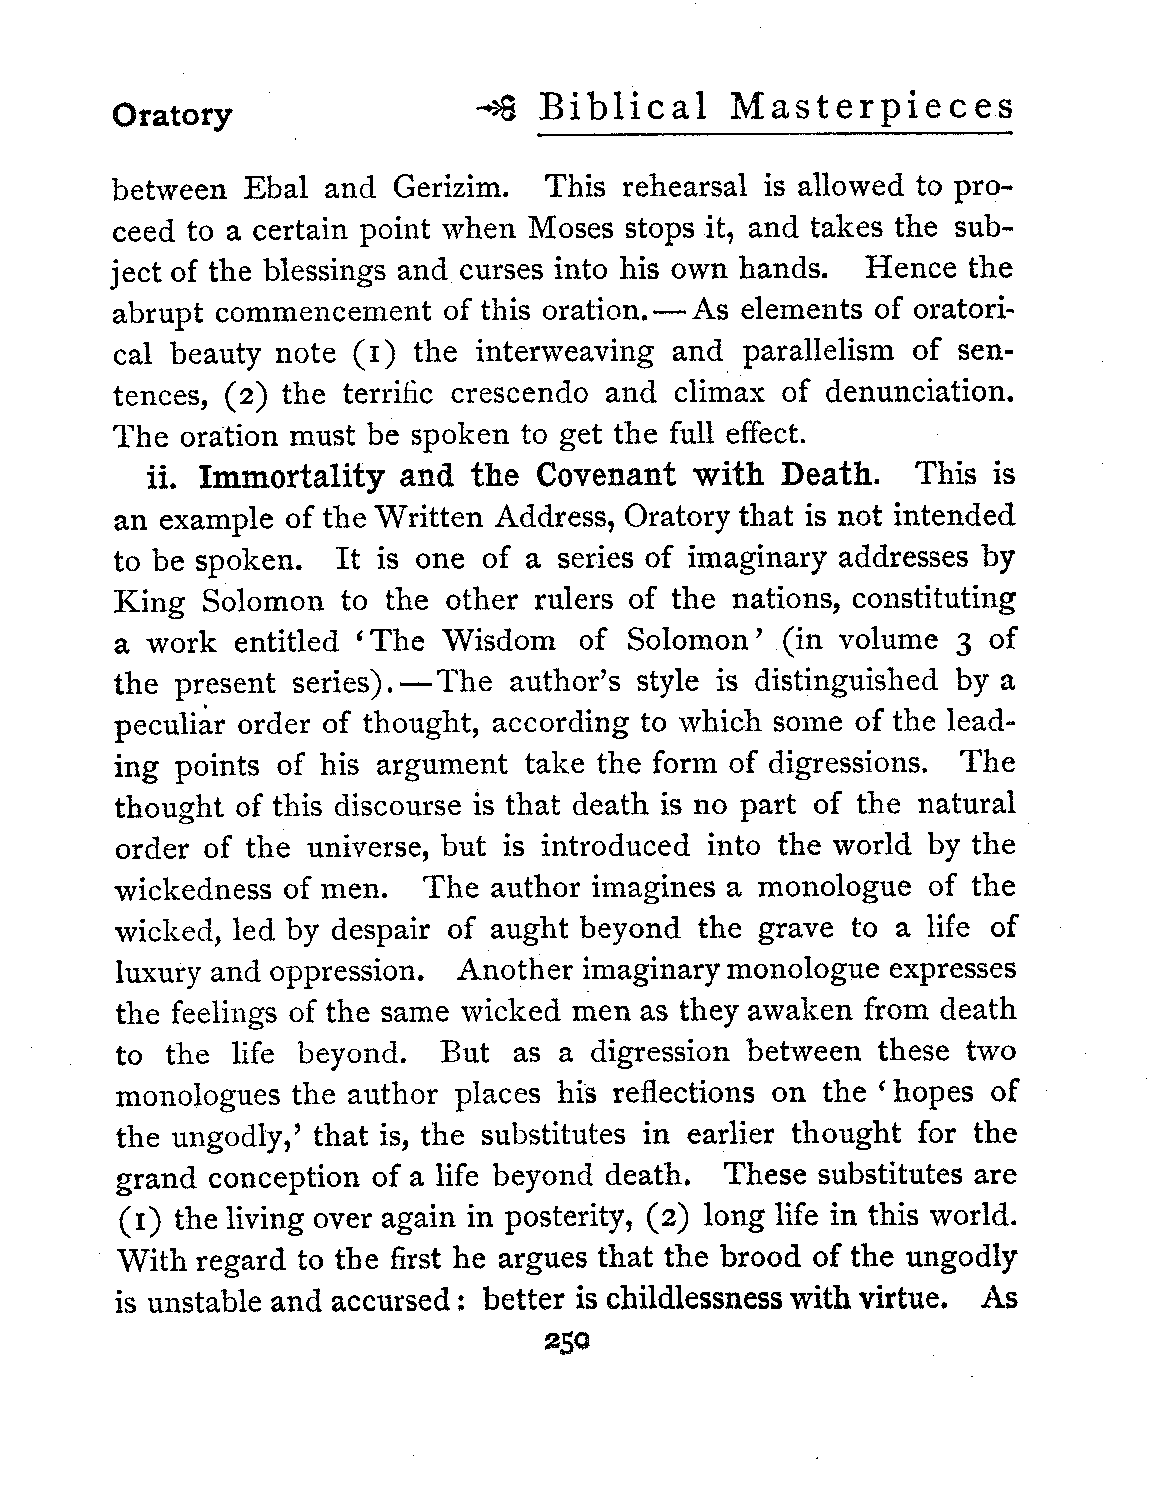 Oratory Biblical Masterpieces
between Ebal and Gerizim. This rehearsal is allowed to pro-
ceed to a certain point when Moses stops it, and takes the sub-
ject of the blessings and curses into his own hands. Hence the
abrupt commencement of this oration.—As elements of oratori-
cal beauty note (1) the interweaving and parallelism of sen-
tences, (2) the terrific crescendo and climax of denunciation.
The oration must be spoken to get the full effect.
ii. Immortality and the Covenant with Death. This is
an example of the Written Address, Oratory that is not intended
to be spoken. It is one of a series of imaginary addresses by
King Solomon to the other rulers of the nations, constituting
a work entitled ‘The Wisdom of Solomon’ (in volume 3 of
the present series).—The author’s style is distinguished by a
peculiar order of thought, according to which some of the lead-
ing points of his argument take the form of digressions. The
thought of this discourse is that death is no part of the natural
order of the universe, but is introduced into the world by the
wickedness of men. The author imagines a monologue of the
wicked, led by despair of aught beyond the grave to a life of
luxury and oppression. Another imaginary monologue expresses
the feelings of the same wicked men as they awaken from death
to the life beyond. But as a digression between these two
monologues the author places his reflections on the ‘hopes of
the ungodly,’ that is, the substitutes in earlier thought for the
grand conception of a life beyond death. These substitutes are
(1) the living over again in posterity, (2) long life in this world.
With regard to the first he argues that the brood of the ungodly
is unstable and accursed: better is childlessness with virtue. As
250